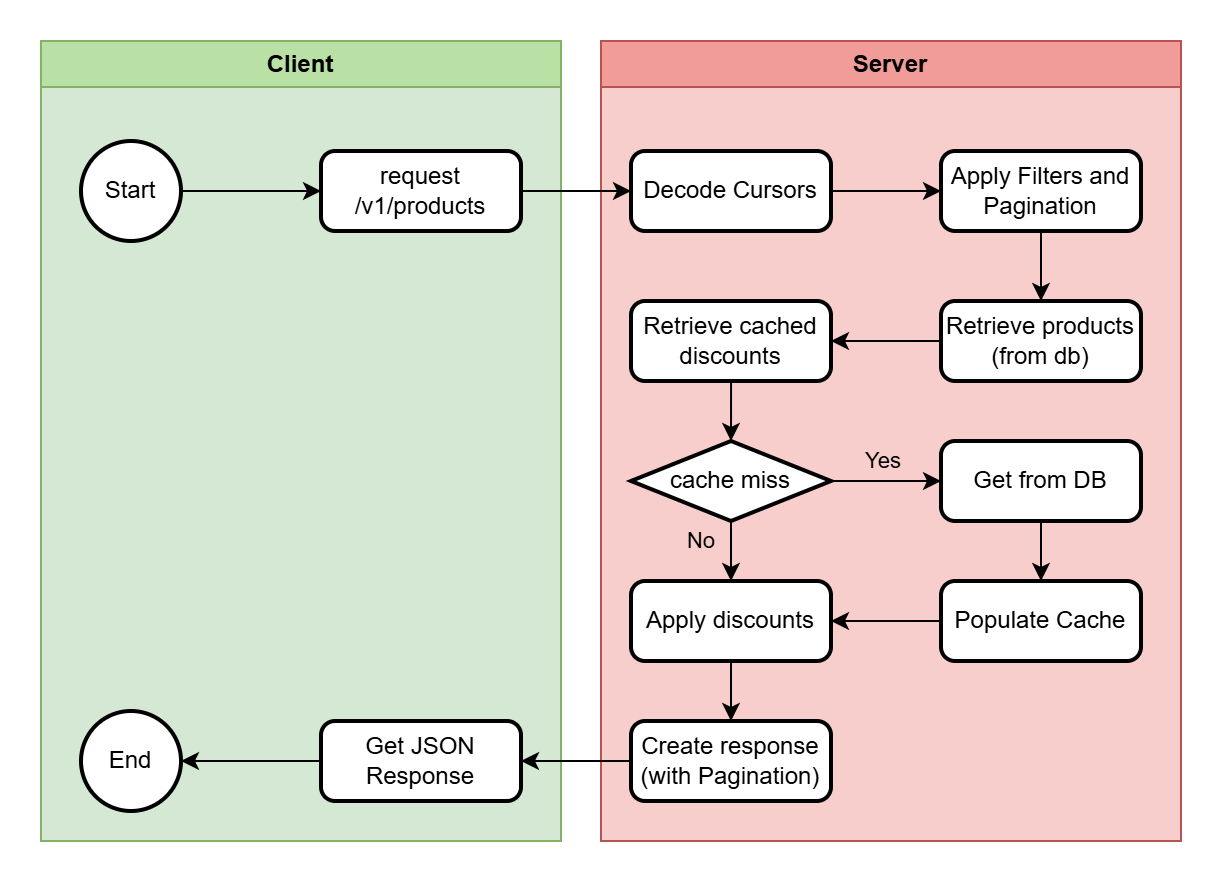 Client
Server
Start
request
/v1/products
Decode Cursors
Apply Filters and
Pagination
Retrieve cached
discounts
Retrieve products
(from db)
cache miss
Yes
Get from DB
No
Apply discounts
Populate Cache
End
Get JSON
Response
Create response
(with Pagination)